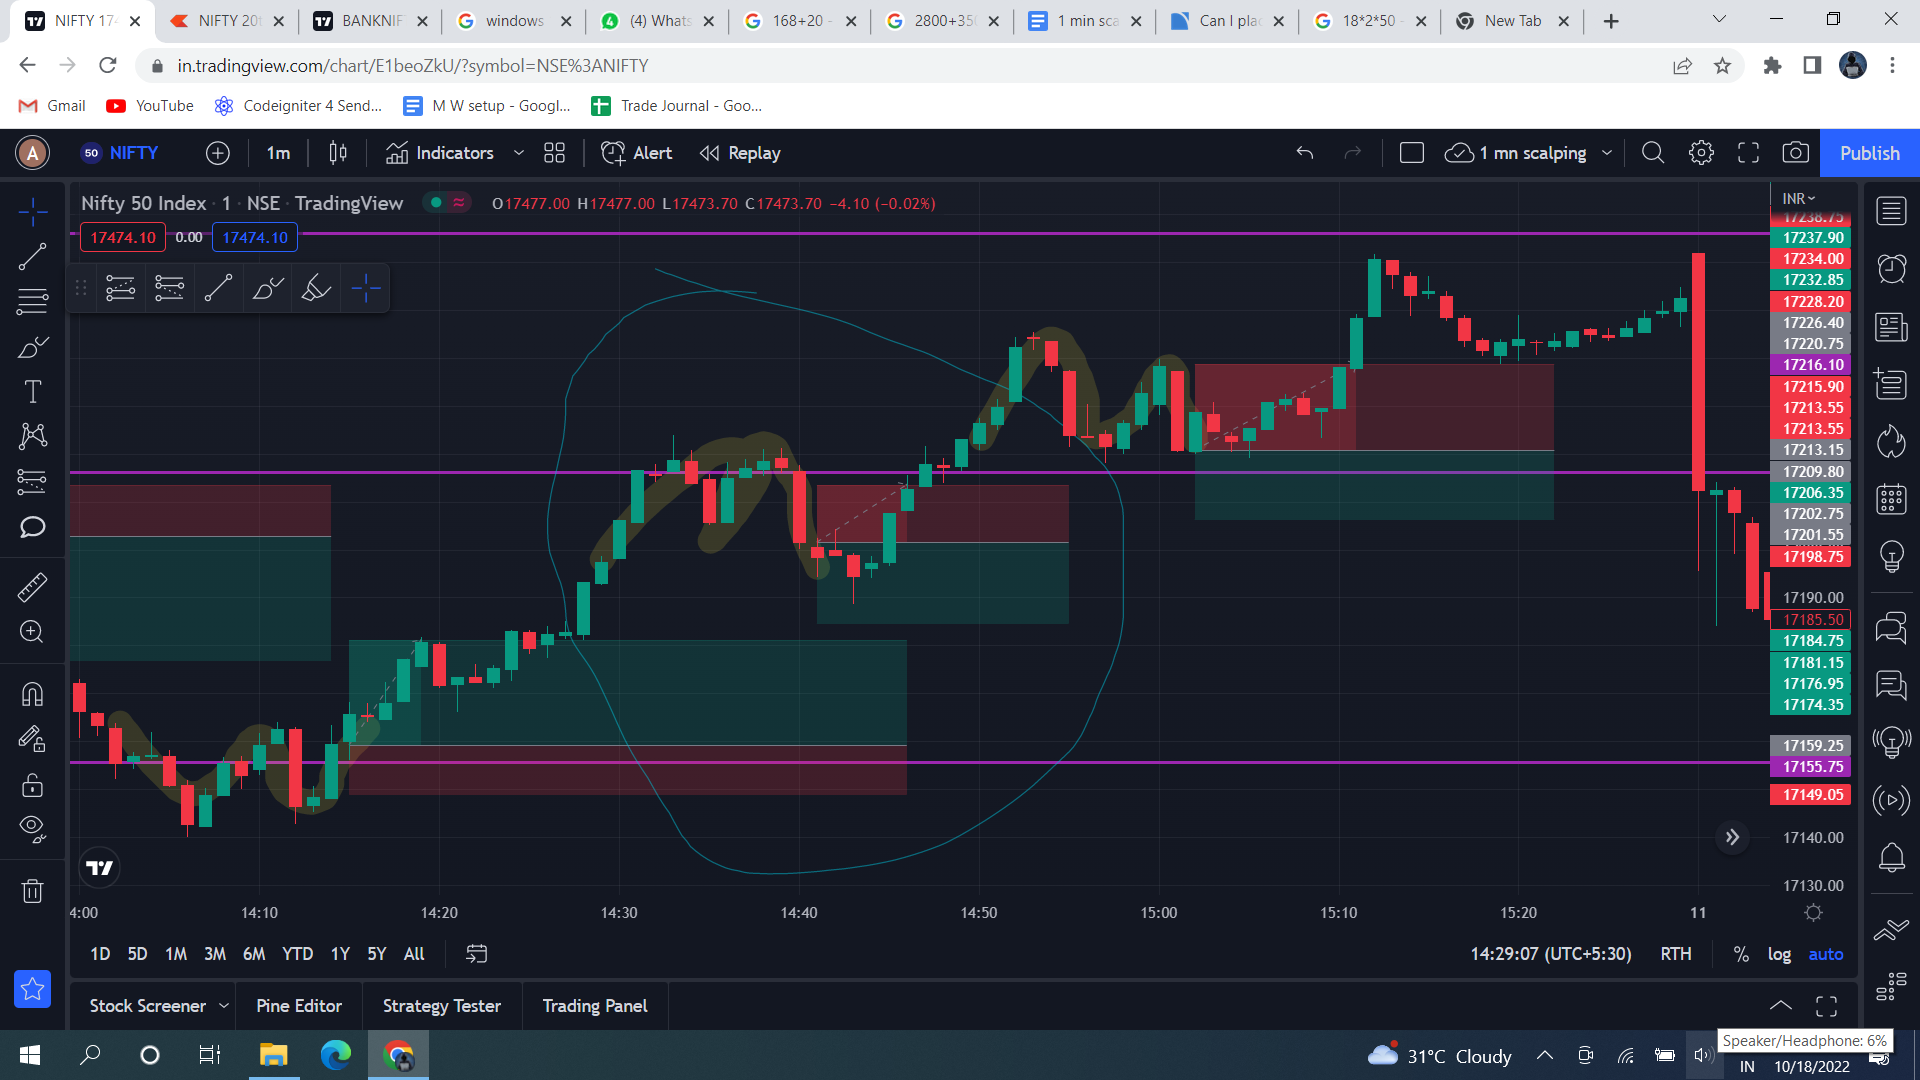 NIFTY 174
NIFTY 20t
BANKNIF
windows
(4) Whats
168+20 -
2800+350
1 min sca
Can I plac
18*2*50 -
New Tab
in.tradingview.com/chart/E1beoZkU/?symbol=NSE%3ANIFTY
Gmail
YouTube
Codeigniter 4 Send...
M W setup - Googl...
Trade Journal - Goo...
A
50 NIFTY
1m
Indicators
Alert
Replay
1 mn scalping
Publish
Nifty 50 Index · 1 · NSE · TradingView
O17477.00 H17477.00 L17473.70 C17473.70 −4.10 (−0.02%)
INR
17474.10
0.00
17474.10
17238.75
17237.90
17234.00
17232.85
17228.20
17226.40
17220.75
17216.10
17215.90
17213.55
17213.55
17213.15
17209.80
17206.35
17202.75
17201.55
17198.75
17190.00
17185.50
17184.75
17181.15
17176.95
17174.35
17159.25
17155.75
17149.05
17140.00
17130.00
4:00
14:10
14:20
14:30
14:40
14:50
15:00
15:10
15:20
11
1D 5D 1M 3M 6M YTD 1Y 5Y All
14:29:07 (UTC+5:30)
RTH
%
log
auto
Stock Screener
Pine Editor
Strategy Tester
Trading Panel
Speaker/Headphone: 6%
31°C Cloudy
IN
10/18/2022